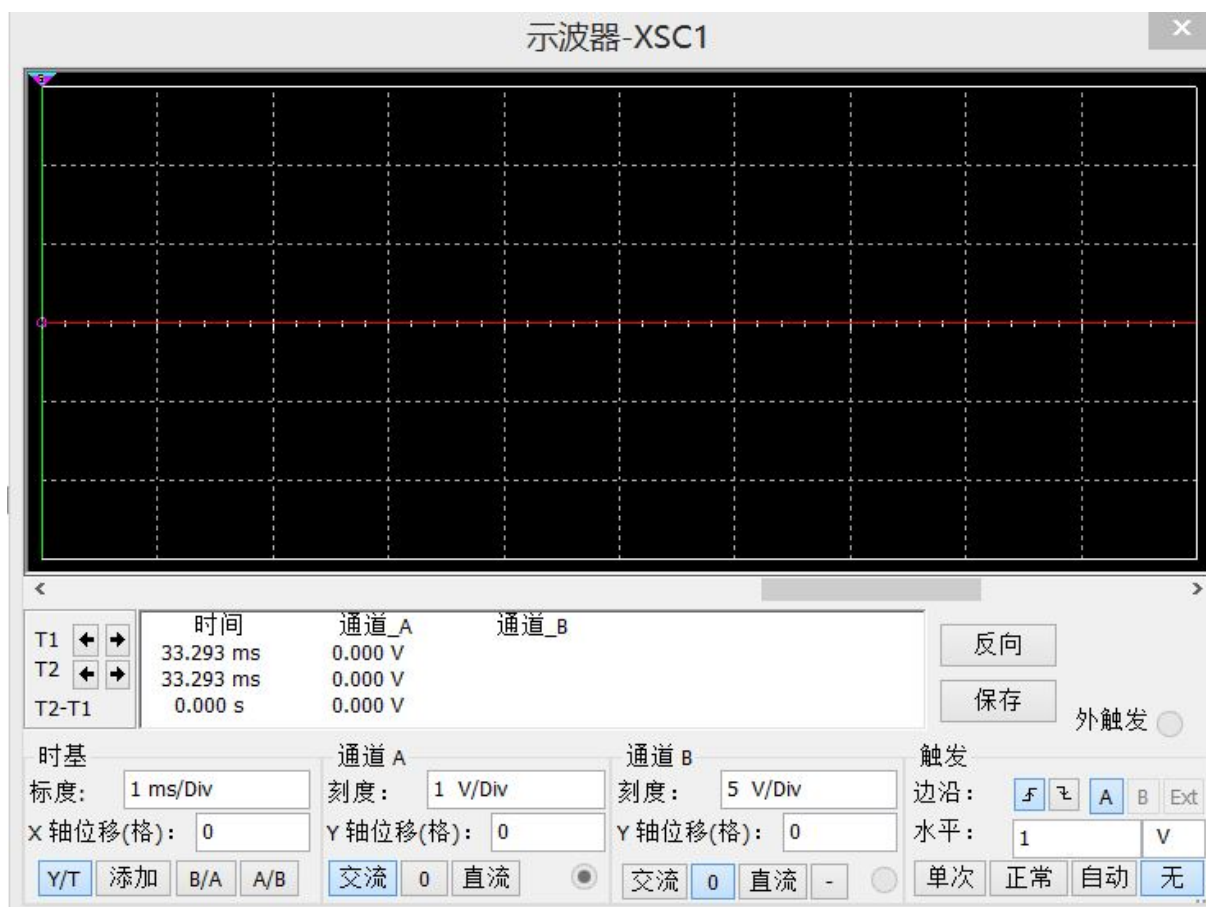 示波器-XSC1
×
时间 通道_A 通道_B
T1 33.293 ms 0.000 V
T2 33.293 ms 0.000 V
T2-T1 0.000 s 0.000 V
反向
保存
外触发
时基 通道 A 通道 B 触发
标度: 1 ms/Div 刻度: 1 V/Div 刻度: 5 V/Div 边沿: A B Ext
X 轴位移(格): 0 Y 轴位移(格): 0 Y 轴位移(格): 0 水平: 1 V
Y/T 添加 B/A A/B 交流 0 直流 交流 0 直流 - 单次 正常 自动 无